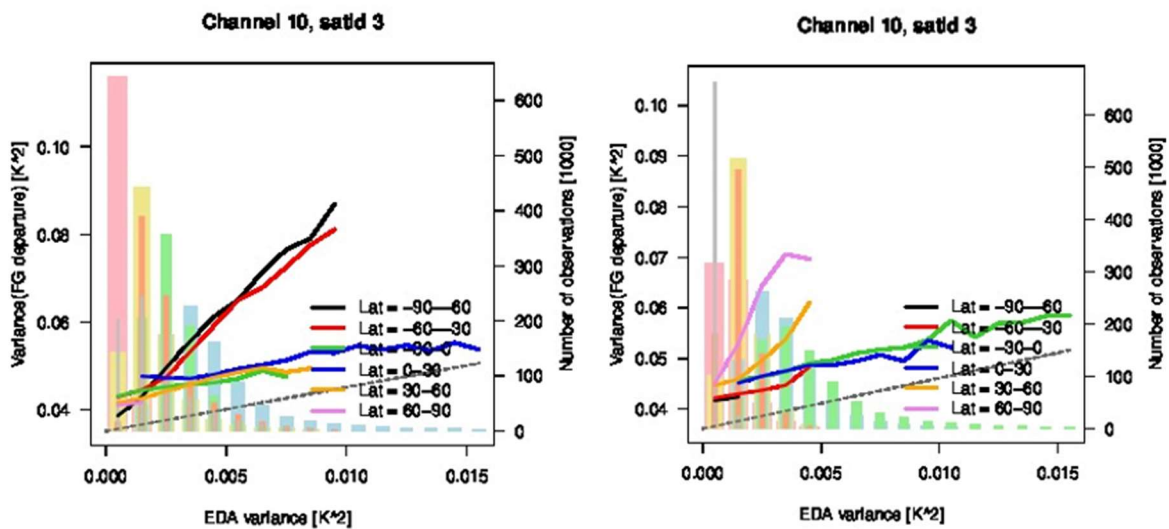 Channel 10, satid 3
Variance(FG departure) [K^2]
0.10
0.08
0.06
0.04
600
500
400
300
200
100
0
Number of observations [1000]
Lat = -90--60
Lat = -60--30
Lat = -30-0
Lat = 0-30
Lat = 30-60
Lat = 60-90
0.000 0.005 0.010 0.015
EDA variance [K^2]
Channel 10, satid 3
Variance(FG departure) [K^2]
0.10
0.09
0.08
0.07
0.06
0.05
0.04
600
500
400
300
200
100
0
Number of observations [1000]
Lat = -90--60
Lat = -60--30
Lat = -30-0
Lat = 0-30
Lat = 30-60
Lat = 60-90
0.000 0.005 0.010 0.015
EDA variance [K^2]